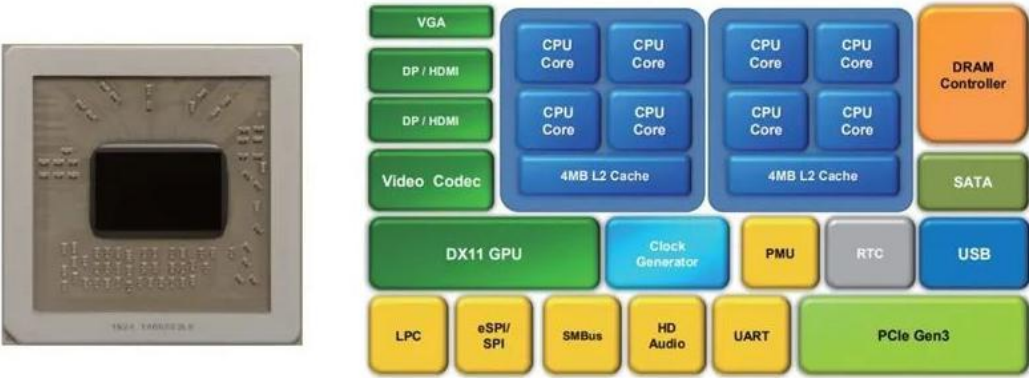 VGA
DP / HDMI
DP / HDMI
Video Codec
CPU
Core
CPU
Core
CPU
Core
CPU
Core
4MB L2 Cache
CPU
Core
CPU
Core
CPU
Core
CPU
Core
4MB L2 Cache
DRAM
Controller
SATA
DX11 GPU
Clock
Generator
PMU
RTC
USB
LPC
eSPI/
SPI
SMBus
HD
Audio
UART
PCIe Gen3